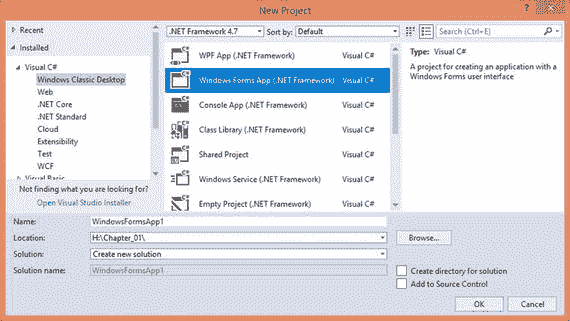 New Project
? ×
Recent
Installed
Visual C#
Windows Classic Desktop
Web
.NET Core
.NET Standard
Cloud
Extensibility
Test
WCF
Visual Basic
Not finding what you are looking for?
Open Visual Studio Installer
.NET Framework 4.7 Sort by: Default
WPF App (.NET Framework) Visual C#
Windows Forms App (.NET Framework) Visual C#
Console App (.NET Framework) Visual C#
Class Library (.NET Framework) Visual C#
Shared Project Visual C#
Windows Service (.NET Framework) Visual C#
Empty Project (.NET Framework) Visual C#
Search (Ctrl+E)
Type: Visual C#
A project for creating an application with a
Windows Forms user interface
Name: WindowsFormsApp1
Location: H:\Chapter_01\ Browse...
Solution: Create new solution
Solution name: WindowsFormsApp1
Create directory for solution
Add to Source Control
OK Cancel